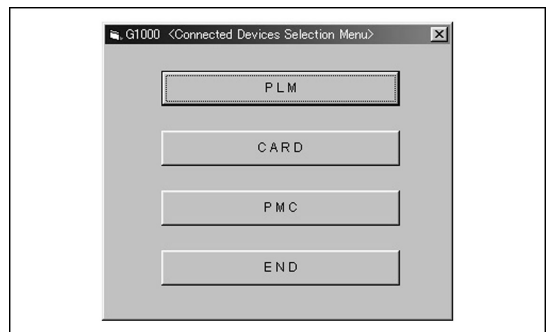 G1000 <Connected Devices Selection Menu>
PLM
CARD
PMC
END